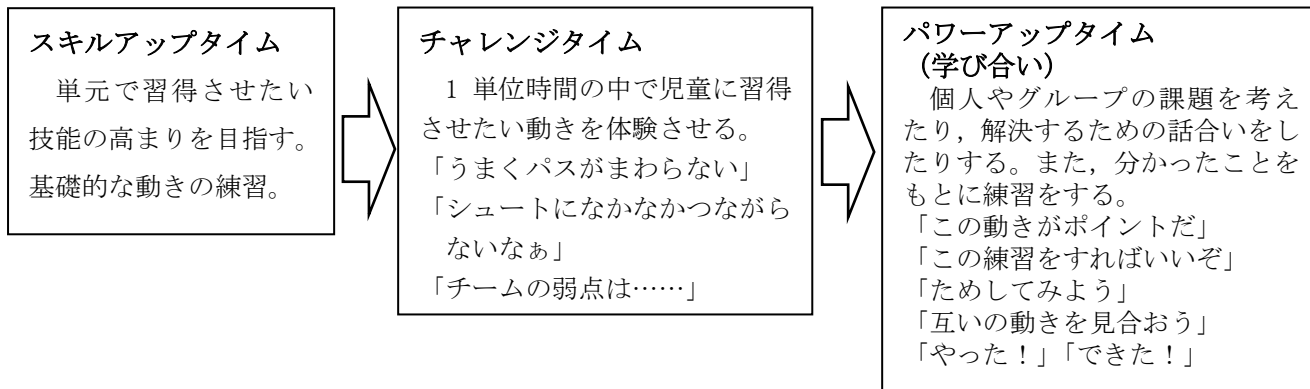 スキルアップタイム
単元で習得させたい
技能の高まりを目指す。
基礎的な動きの練習。
チャレンジタイム
1 単位時間の中で児童に習得
させたい動きを体験させる。
「うまくパスがまわらない」
「シュートになかなかつながら
ないなぁ」
「チームの弱点は……」
パワーアップタイム
（学び合い）
個人やグループの課題を考え
たり，解決するための話合いをし
たりする。また，分かったことを
もとに練習をする。
「この動きがポイントだ」
「この練習をすればいいぞ」
「ためしてみよう」
「互いの動きを見合おう」
「やった！」「できた！」